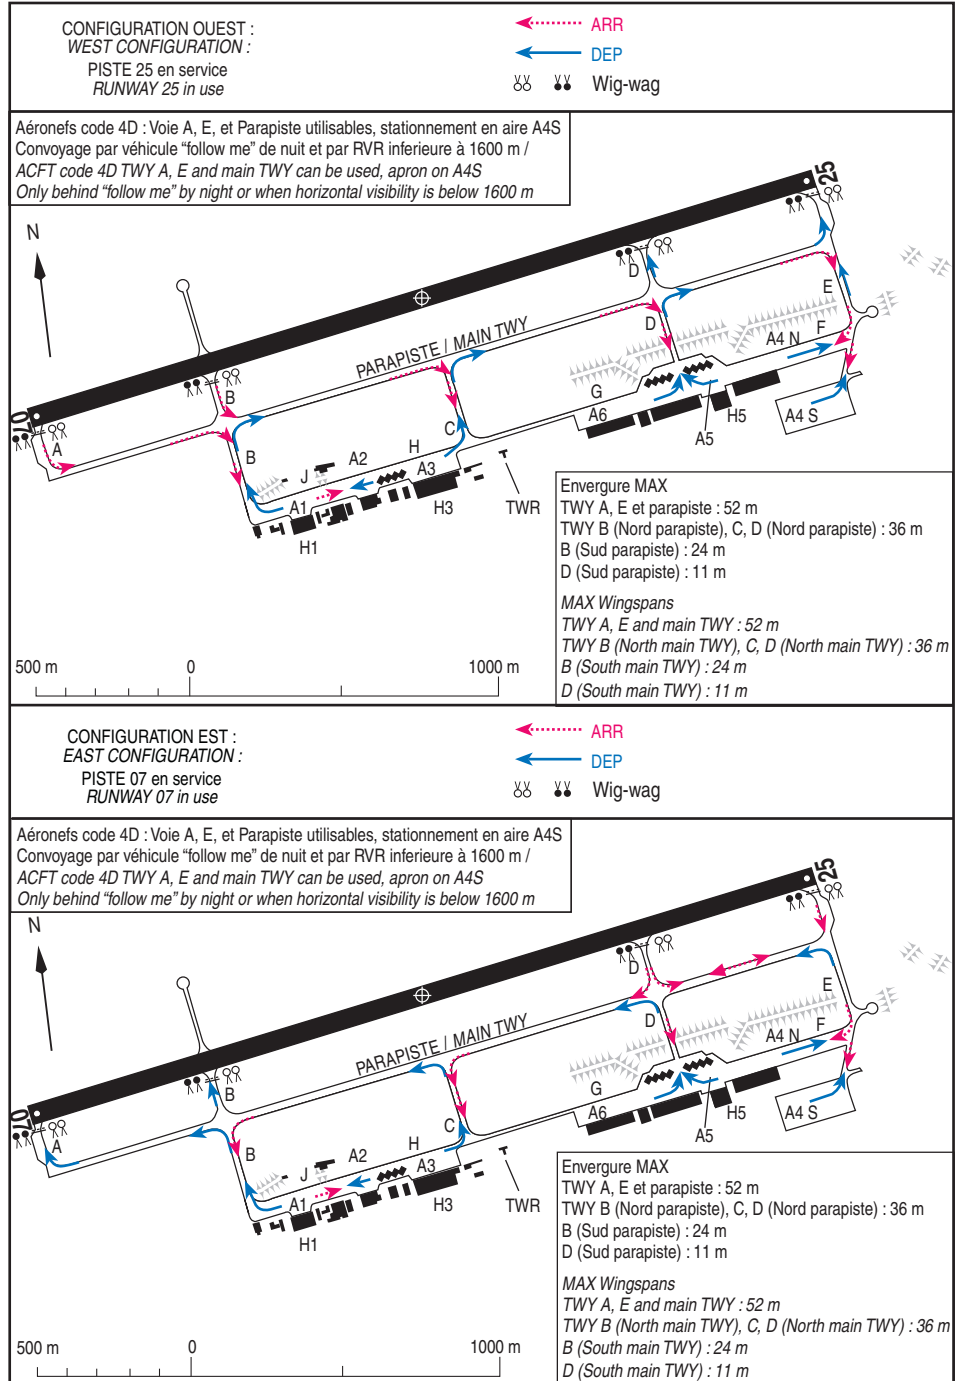 CONFIGURATION OUEST :
WEST CONFIGURATION :
PISTE 25 en service
RUNWAY 25 in use
ARR
DEP
Wig-wag
Aéronefs code 4D : Voie A, E, et Parapiste utilisables, stationnement en aire A4S
Convoyage par véhicule “follow me” de nuit et par RVR inferieure à 1600 m /
ACFT code 4D TWY A, E and main TWY can be used, apron on A4S
Only behind “follow me” by night or when horizontal visibility is below 1600 m
25
N
D
E
PARAPISTE / MAIN TWY
D
F
A4 N
B
G
07
A6
A4 S
H5
A
C
A5
B
H
A2
J
A3
A1
H3
TWR
H1
Envergure MAX
TWY A, E et parapiste : 52 m
TWY B (Nord parapiste), C, D (Nord parapiste) : 36 m
B (Sud parapiste) : 24 m
D (Sud parapiste) : 11 m
MAX Wingspans
TWY A, E and main TWY : 52 m
TWY B (North main TWY), C, D (North main TWY) : 36 m
B (South main TWY) : 24 m
D (South main TWY) : 11 m
500 m 0 1000 m
CONFIGURATION EST :
EAST CONFIGURATION :
PISTE 07 en service
RUNWAY 07 in use
ARR
DEP
Wig-wag
Aéronefs code 4D : Voie A, E, et Parapiste utilisables, stationnement en aire A4S
Convoyage par véhicule “follow me” de nuit et par RVR inferieure à 1600 m /
ACFT code 4D TWY A, E and main TWY can be used, apron on A4S
Only behind “follow me” by night or when horizontal visibility is below 1600 m
25
N
D
E
PARAPISTE / MAIN TWY
D
F
A4 N
B
G
07
A6
A4 S
H5
A
C
A5
B
H
A2
J
A3
A1
H3
TWR
H1
Envergure MAX
TWY A, E et parapiste : 52 m
TWY B (Nord parapiste), C, D (Nord parapiste) : 36 m
B (Sud parapiste) : 24 m
D (Sud parapiste) : 11 m
MAX Wingspans
TWY A, E and main TWY : 52 m
TWY B (North main TWY), C, D (North main TWY) : 36 m
B (South main TWY) : 24 m
D (South main TWY) : 11 m
500 m 0 1000 m